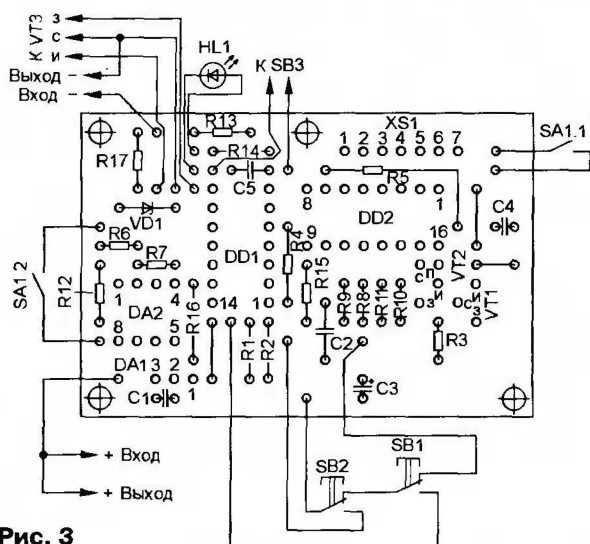 К VT3 з
с
и
Выход −
Вход −
HL1
К SB3
R13
R14
R17
C5
XS1
1 2 3 4 5 6 7
SA1.1
R5
8 1
DD2
C4
VD1
R6
R7
9 16
R4
R15
DD1
VT2
с п и з
R12
SA1.2
1 4
DA2
8 5
R16
14 1
R9
R8
R11
R10
с и з
VT1
R1
R2
C2
R3
DA1 3 2 1
C1
C3
+
+ Вход
+ Выход
SB2
SB1
Рис. 3